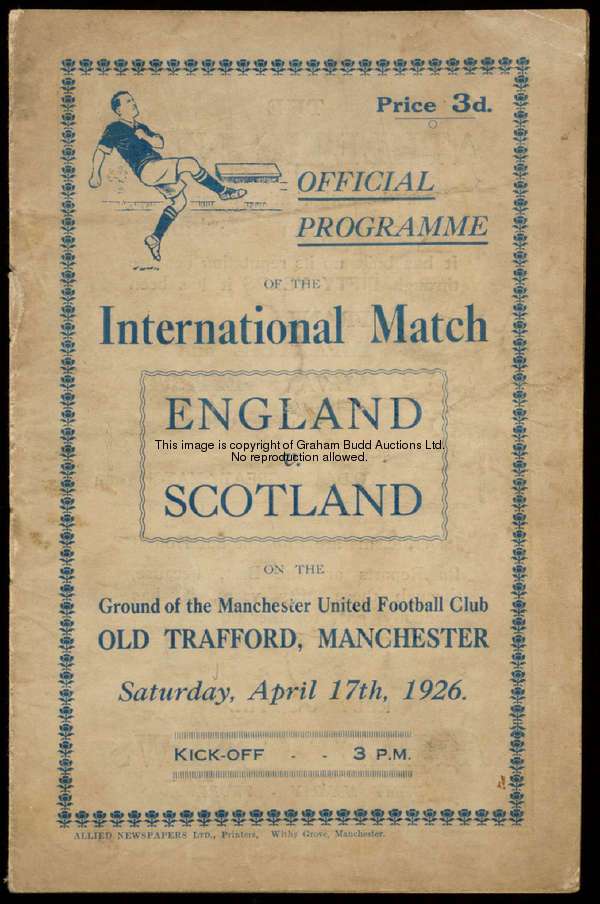 Price 3d.
OFFICIAL
PROGRAMME
OF THE
International Match
ENGLAND
This image is copyright of Graham Budd Auctions Ltd.
No reproduction allowed.
v.
SCOTLAND
ON THE
Ground of the Manchester United Football Club
OLD TRAFFORD, MANCHESTER
Saturday, April 17th, 1926.
KICK-OFF - - 3 P.M.
ALLIED NEWSPAPERS LTD., Printers, Withy Grove, Manchester.